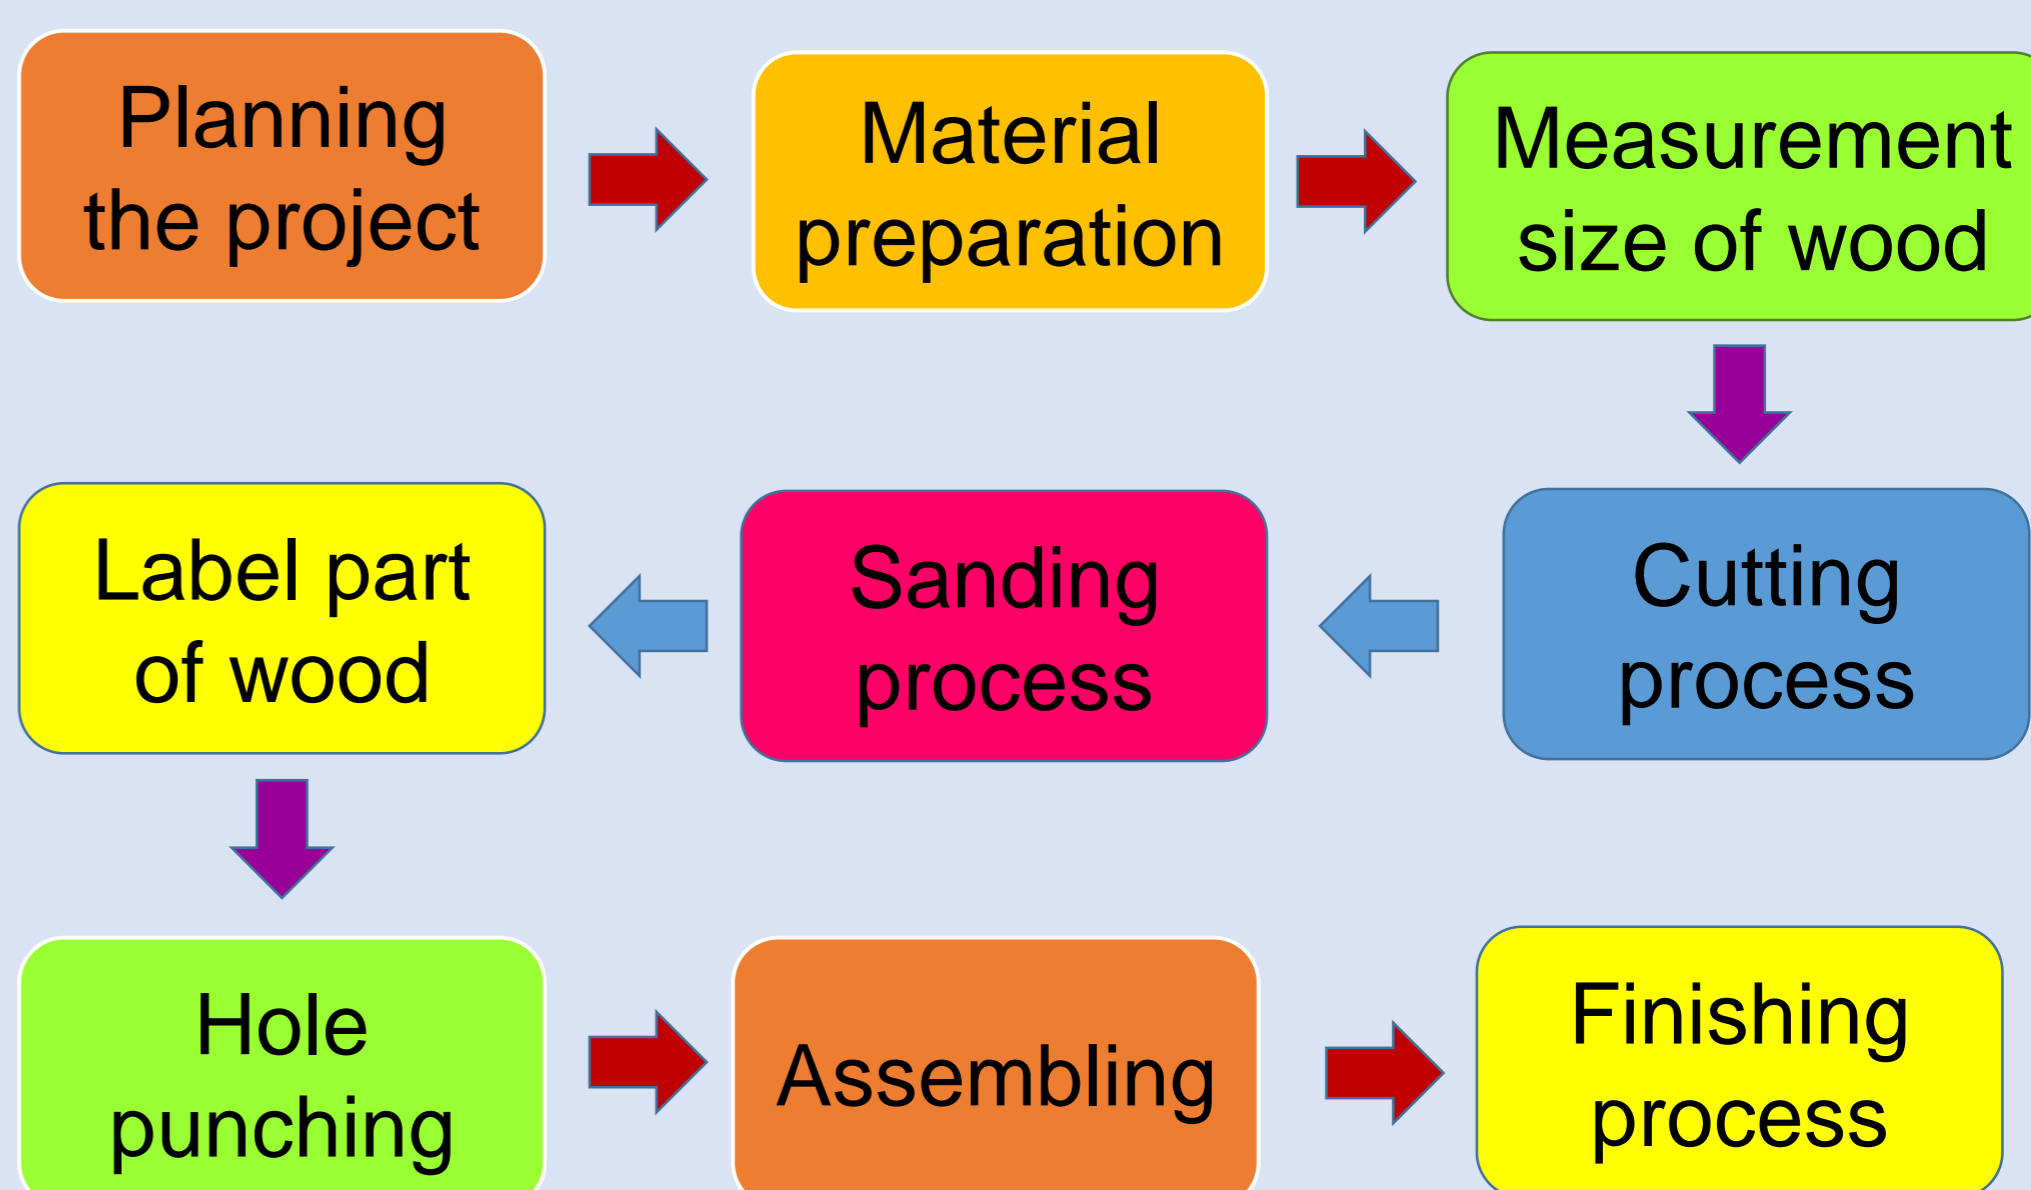 Planning
the project
Material
preparation
Measurement
size of wood
Cutting
process
Sanding
process
Label part
of wood
Hole
punching
Assembling
Finishing
process